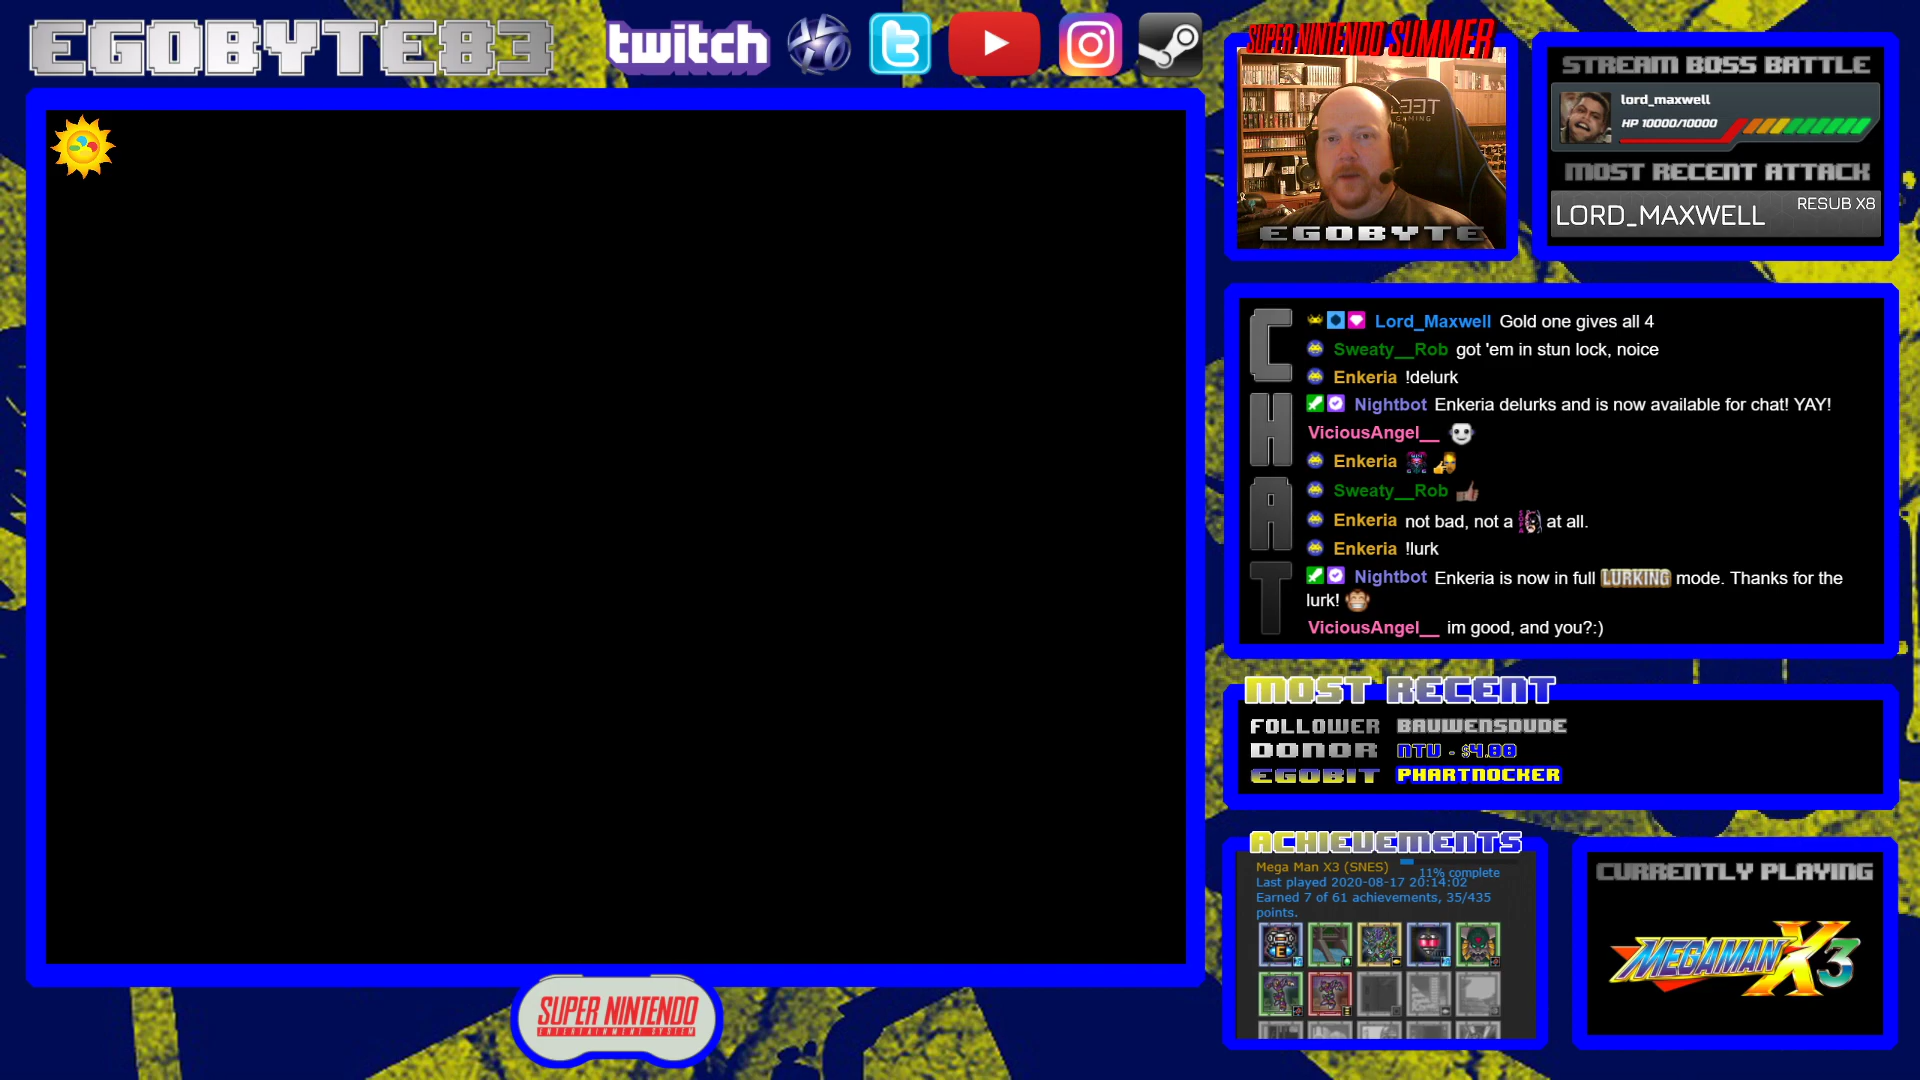 EGOBYTE83
twitch
SUPER NINTENDO SUMMER
L33T
GAMING
EGOBYTE
STREAM BOSS BATTLE
lord_maxwell
HP 10000/10000
MOST RECENT ATTACK
LORD_MAXWELL RESUB X8
CHAT
Lord_Maxwell Gold one gives all 4
Sweaty__Rob got 'em in stun lock, noice
Enkeria !delurk
Nightbot Enkeria delurks and is now available for chat! YAY!
ViciousAngel__
Enkeria
Sweaty__Rob
Enkeria not bad, not a at all.
Enkeria !lurk
Nightbot Enkeria is now in full LURKING mode. Thanks for the
lurk!
ViciousAngel__ im good, and you?:)
MOST RECENT
FOLLOWER BAUWENSDUDE
DONOR NTU - $4.00
EGOBIT PHARTNOCKER
ACHIEVEMENTS
Mega Man X3 (SNES)
11% complete
Last played 2020-08-17 20:14:02
Earned 7 of 61 achievements, 35/435
points.
CURRENTLY PLAYING
MEGAMAN X3
SUPER NINTENDO
ENTERTAINMENT SYSTEM